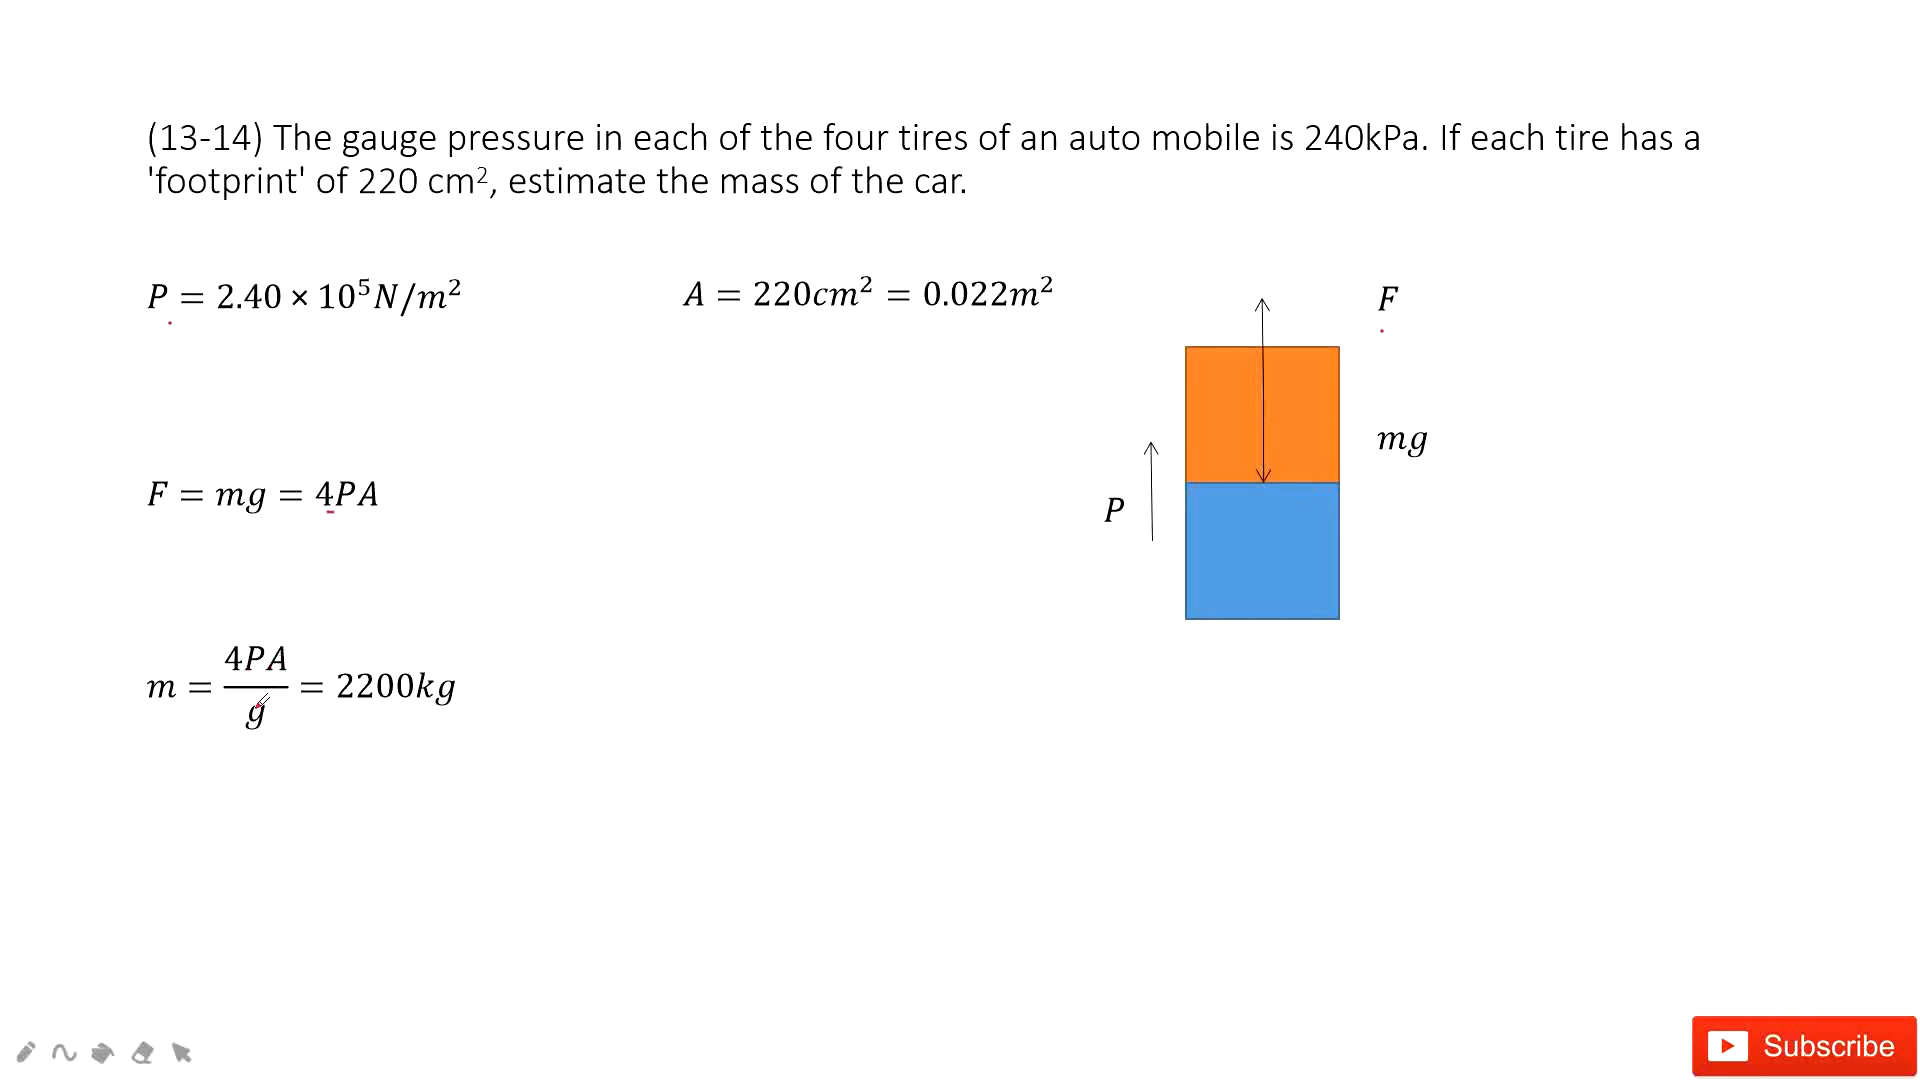 (13-14) The gauge pressure in each of the four tires of an auto mobile is 240kPa. If each tire has a
'footprint' of 220 cm², estimate the mass of the car.
P = 2.40 × 10⁵N/m²
A = 220cm² = 0.022m²
F
mg
P
F = mg = 4PA
m = 4PA/g = 2200kg
Subscribe